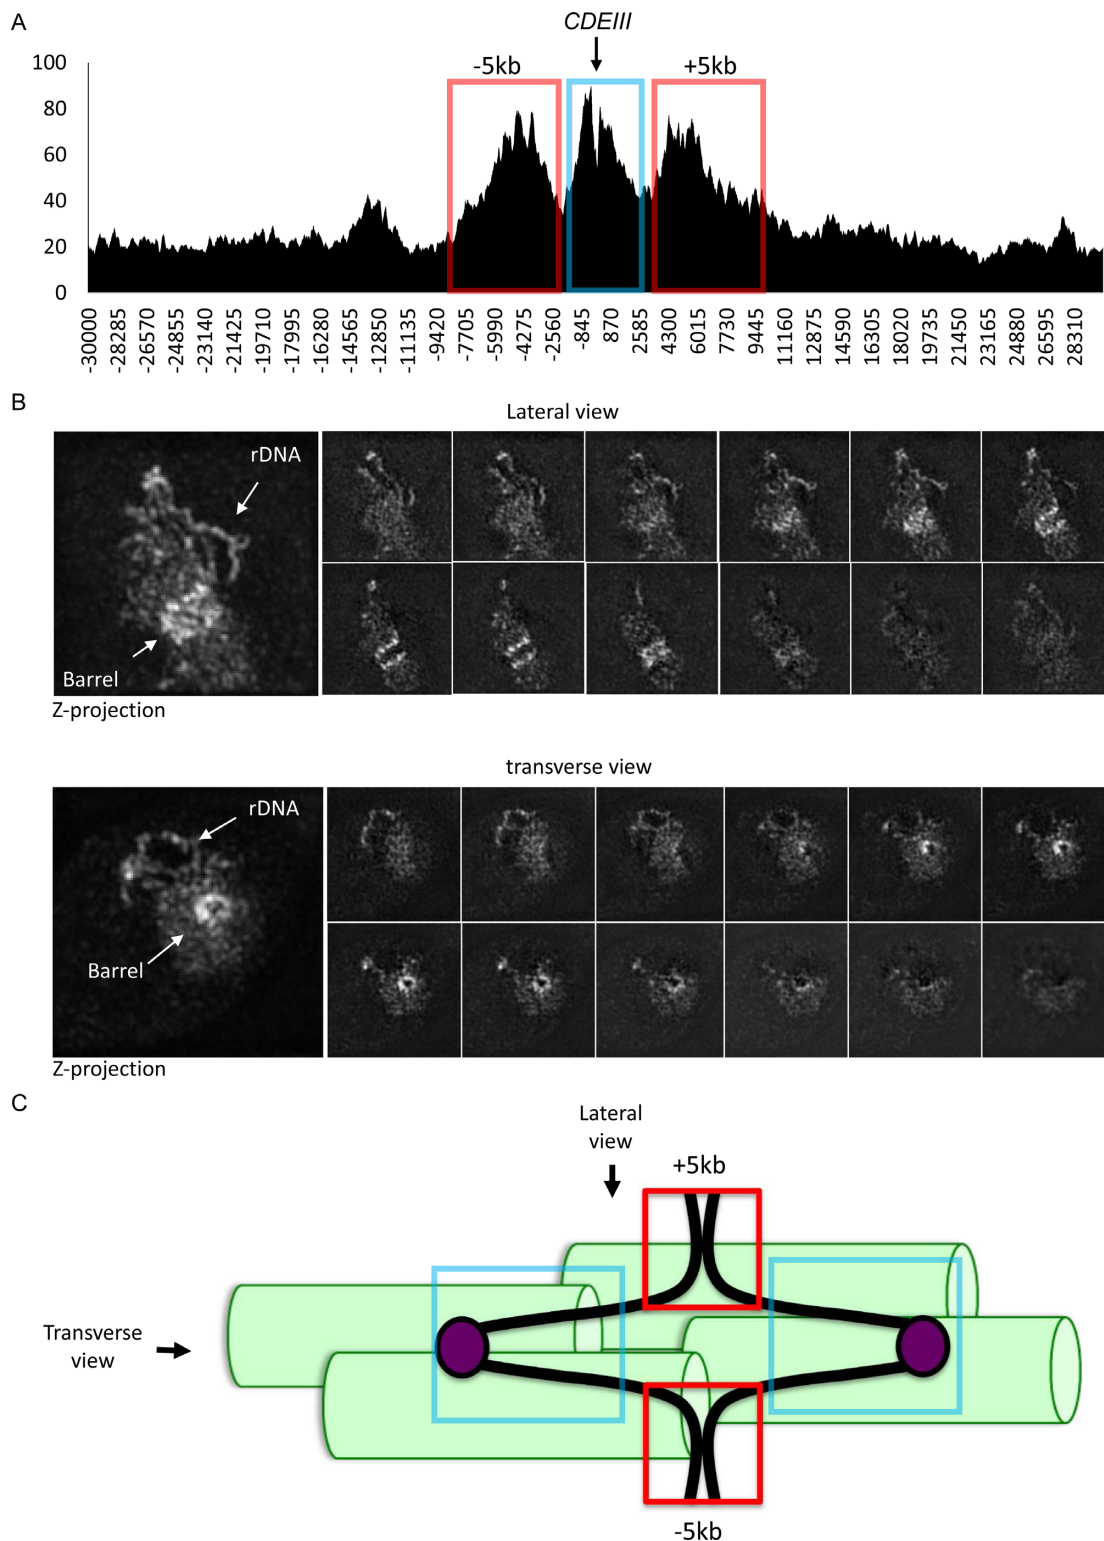 A
CDEIII
-5kb
+5kb
100
80
60
40
20
0
-30000
-28285
-26570
-24855
-23140
-21425
-19710
-17995
-16280
-14565
-12850
-11135
-9420
-7705
-5990
-4275
-2560
-845
870
2585
4300
6015
7730
9445
11160
12875
14590
16305
18020
19735
21450
23165
24880
26595
28310
B
Lateral view
rDNA
Barrel
Z-projection
transverse view
rDNA
Barrel
Z-projection
C
Lateral
view
+5kb
Transverse
view
-5kb